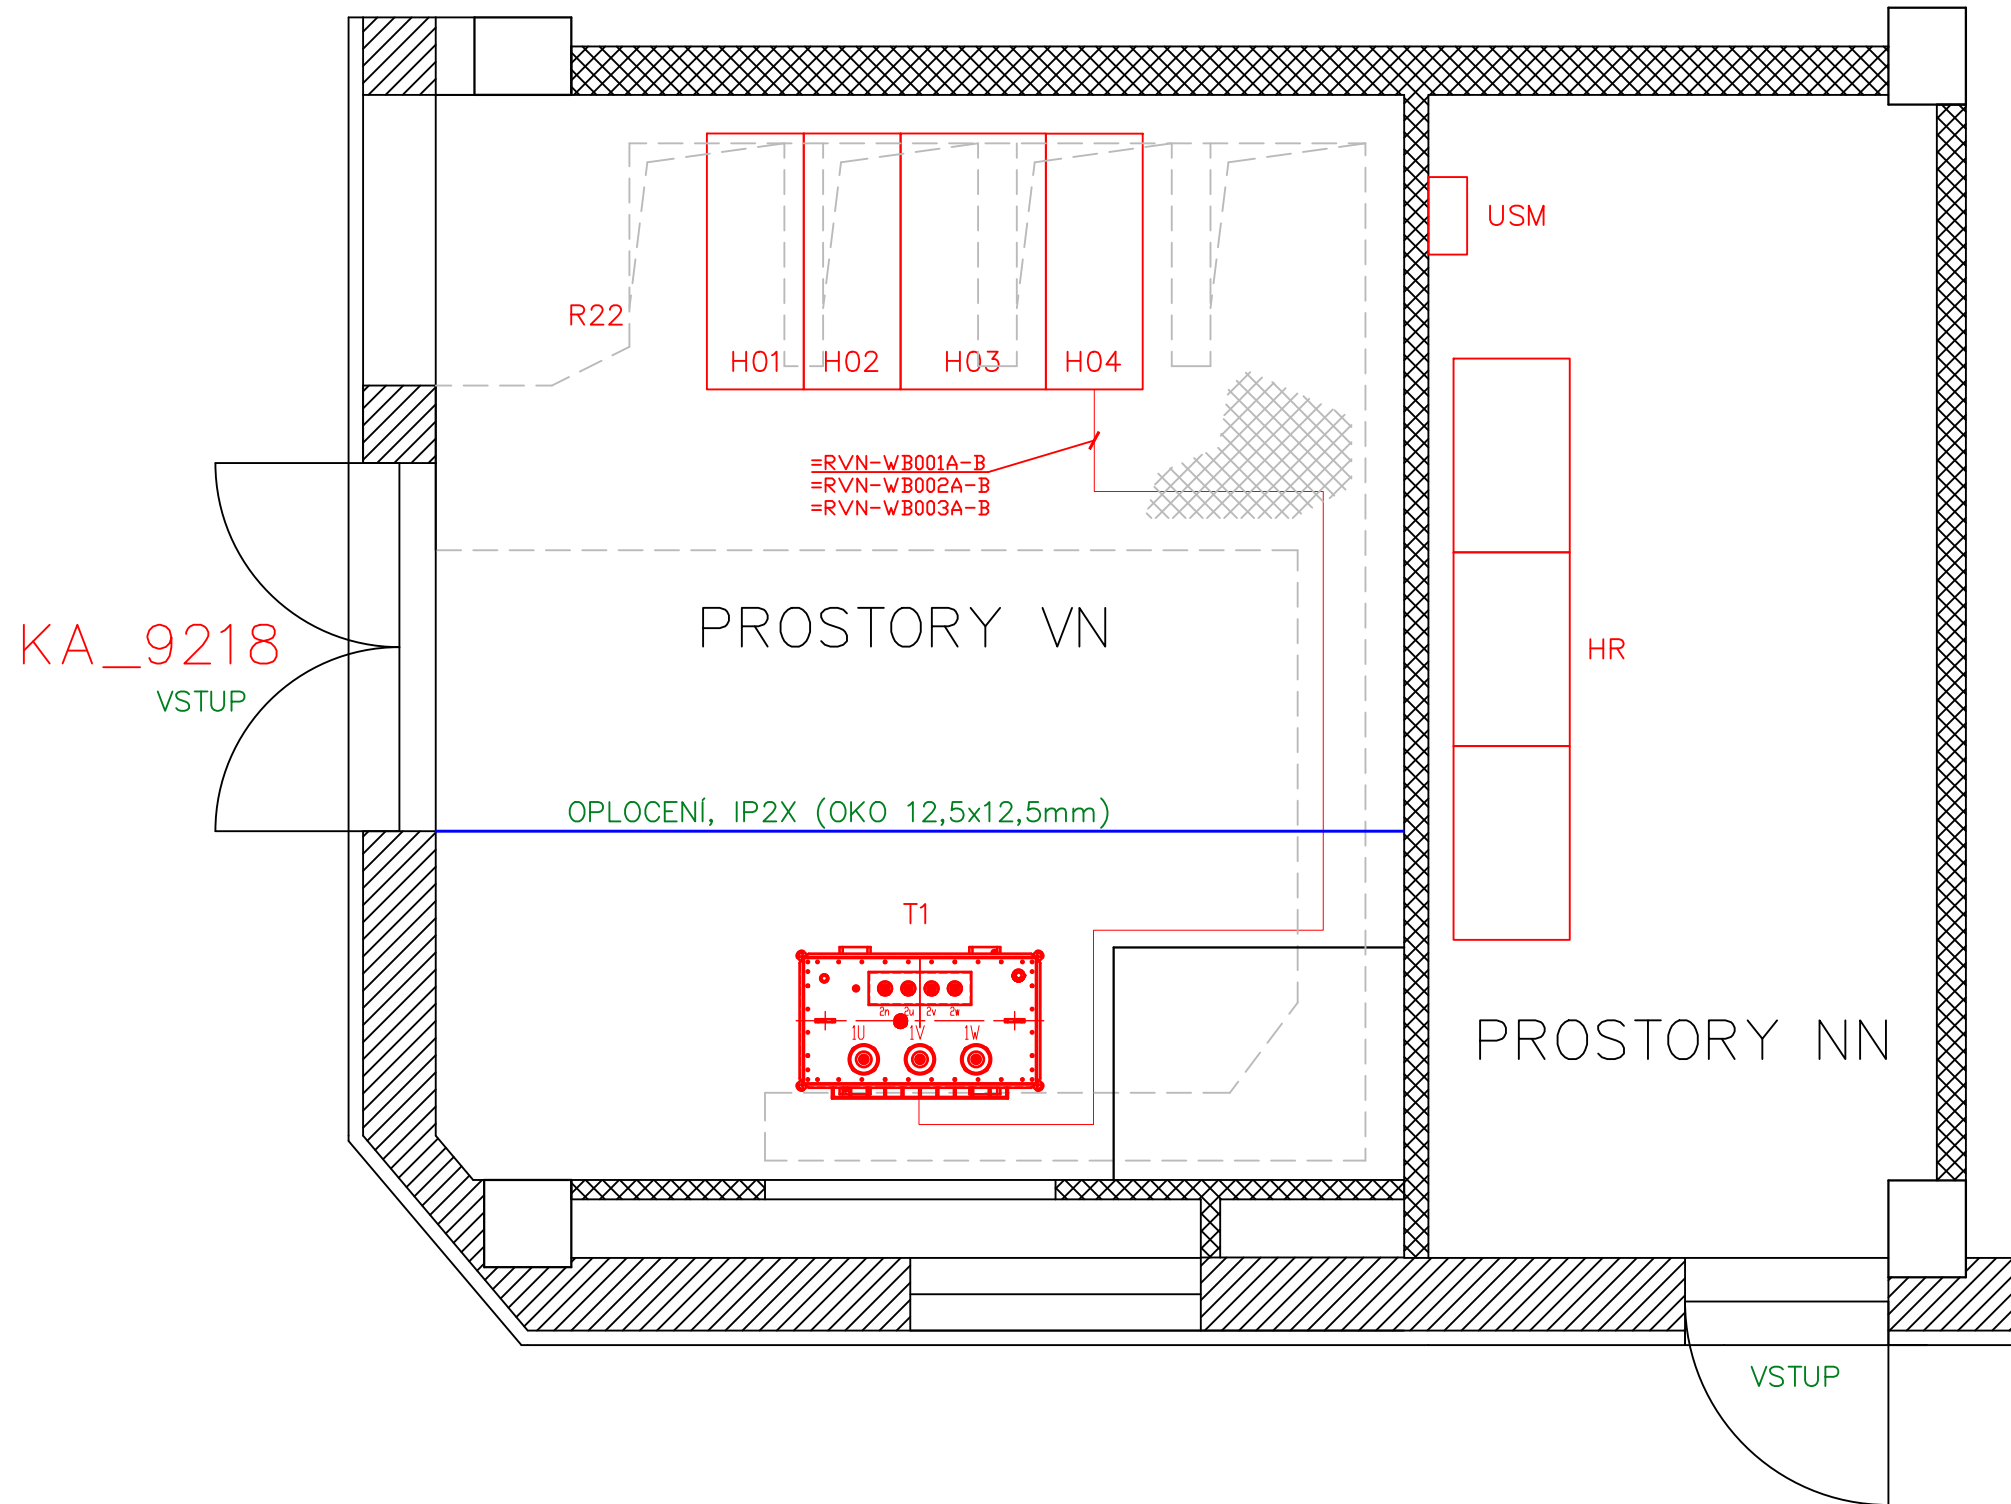 USM
R22
H01 H02 H03 H04
=RVN-WB001A-B
=RVN-WB002A-B
=RVN-WB003A-B
PROSTORY VN
KA_9218
VSTUP
HR
OPLOCENÍ, IP2X (OKO 12,5x12,5mm)
T1
2n 2u 2v 2w
1U 1V 1W
PROSTORY NN
VSTUP